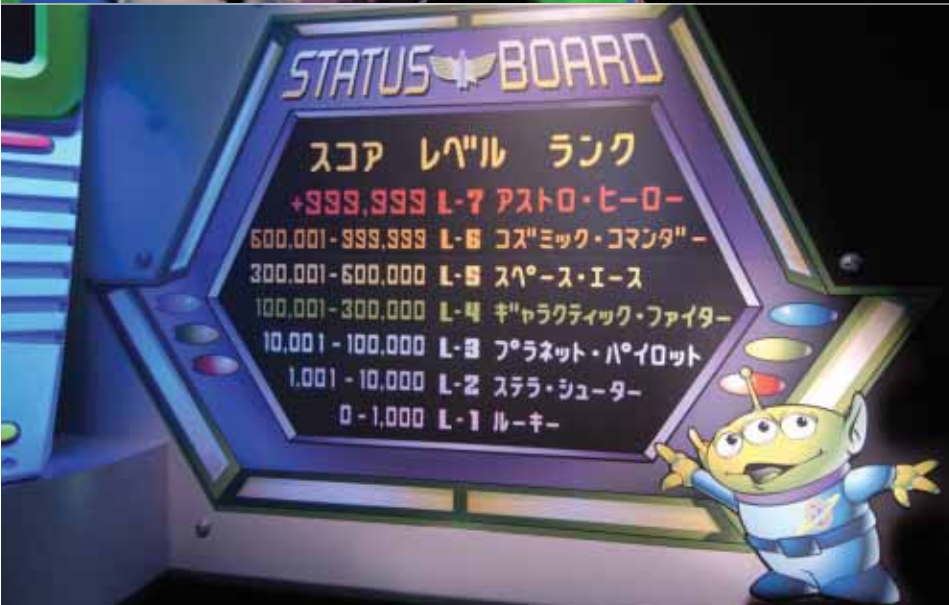 STATUS BOARD
スコア レベル ランク
+999,999 L-7 アストロ・ヒーロー
600,001-999,999 L-6 コズミック・コマンダー
300,001-600,000 L-5 スペース・エース
100,001-300,000 L-4 ギャラクティック・ファイター
10,001-100,000 L-3 プラネット・パイロット
1,001-10,000 L-2 ステラ・シューター
0-1,000 L-1 ルーキー